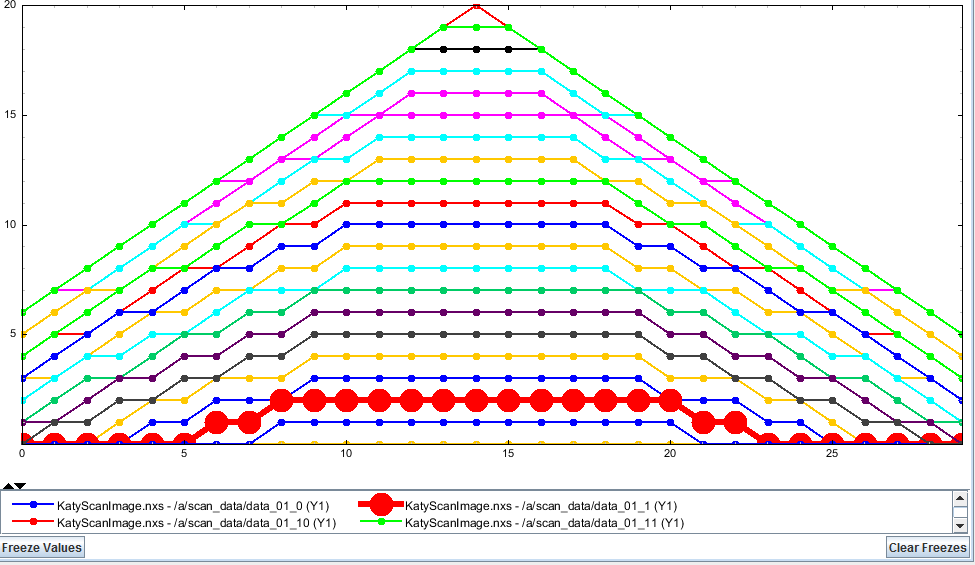 20
15
10
5
0 5 10 15 20 25
KatyScanImage.nxs - /a/scan_data/data_01_0 (Y1) KatyScanImage.nxs - /a/scan_data/data_01_1 (Y1)
KatyScanImage.nxs - /a/scan_data/data_01_10 (Y1) KatyScanImage.nxs - /a/scan_data/data_01_11 (Y1)
Freeze Values Clear Freezes